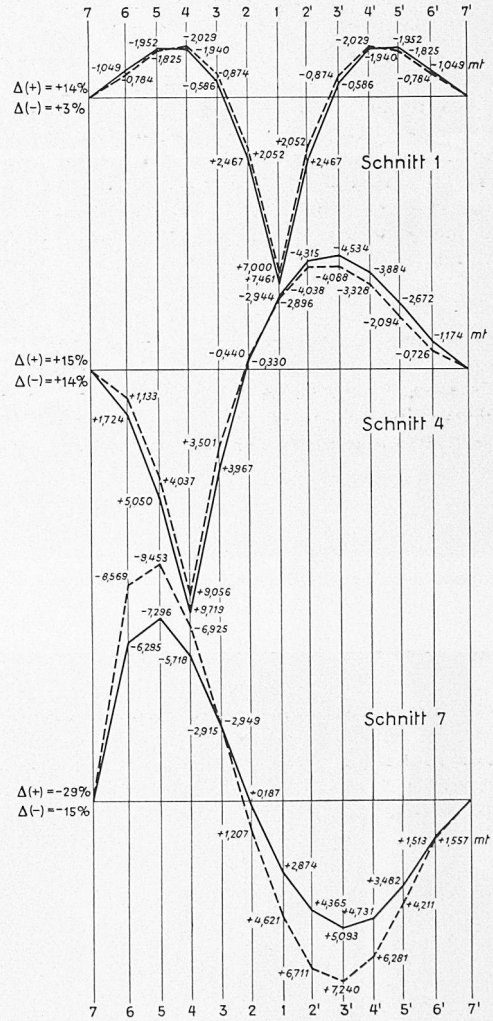 7 6 5 4 3 2 1 2' 3' 4' 5' 6' 7'
-2,029 -2,029
-1,952 -1,940 -1,940 -1,952
-1,825 -1,825
-1,049 -0,874 -0,874 -1,049 mt
-0,784 -0,586 -0,586 -0,784
Δ(+) = +14%
Δ(-) = +3%
+2,052 +2,052
+2,467 +2,467
Schnitt 1
+7,000
+7,461
-4,315 -4,534
-4,038 -4,088 -3,884
-2,944 -2,896 -3,328 -2,672
-2,094
-1,174 mt
-0,726
-0,440
-0,330
Δ(+) = +15%
Δ(-) = +14%
+1,133
+1,724
Schnitt 4
+3,501
+4,037 +3,967
+5,050
+9,056
+9,719
-9,453
-8,569
-7,296
-6,925
-6,295
-5,718
Schnitt 7
-2,949
-2,915
Δ(+) = -29%
Δ(-) = -15%
+0,187
+1,207
+1,513 +1,557 mt
+2,874
+3,482
+4,365 +4,731 +4,211
+4,621
+5,093
+6,281
+6,711
+7,240
7 6 5 4 3 2 1 2' 3' 4' 5' 6' 7'